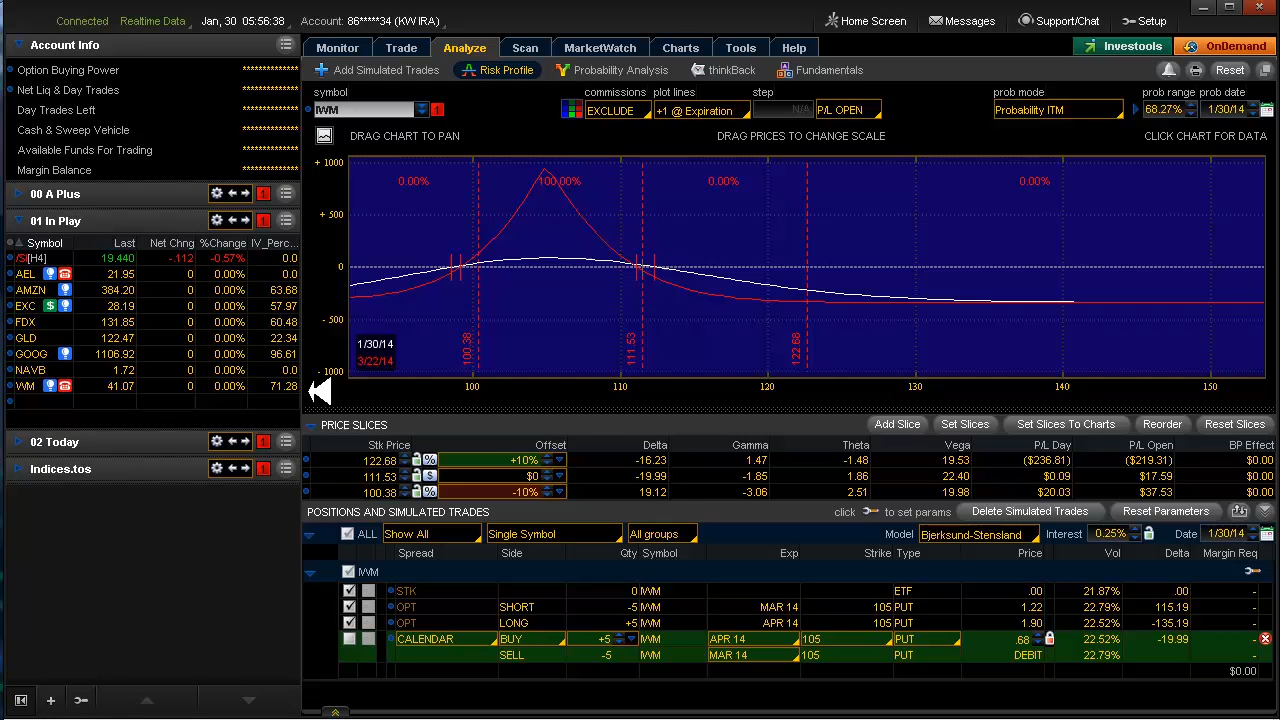 Connected Realtime Data Jan, 30 05:56:38 Account: 86*****34 (KW IRA)
Home Screen Messages Support/Chat Setup
Account Info
Option Buying Power **************
Net Liq & Day Trades **************
Day Trades Left **************
Cash & Sweep Vehicle **************
Available Funds For Trading **************
Margin Balance **************
00 A Plus 1
01 In Play 1
Symbol Last Net Chng %Change IV_Perc...
/SI[H4] 19.440 -.112 -0.57% 0.0
AEL 21.95 0 0.00% 0.0
AMZN 384.20 0 0.00% 63.68
EXC $ 28.19 0 0.00% 57.97
FDX 131.85 0 0.00% 60.48
GLD 122.47 0 0.00% 22.34
GOOG 1106.92 0 0.00% 96.61
NAVB 1.72 0 0.00% 0.0
WM 41.07 0 0.00% 71.28
02 Today 1
Indices.tos 1
Monitor Trade Analyze Scan MarketWatch Charts Tools Help
Investools OnDemand
Add Simulated Trades Risk Profile Probability Analysis thinkBack Fundamentals Reset
symbol commissions plot lines step prob mode prob range prob date
IWM 1 EXCLUDE +1 @ Expiration N/A P/L OPEN Probability ITM 68.27% 1/30/14
DRAG CHART TO PAN DRAG PRICES TO CHANGE SCALE CLICK CHART FOR DATA
+ 1000
0.00% 100.00% 0.00% 0.00%
+ 500
0
- 500
1/30/14
3/22/14
100.38 111.53 122.68
- 1000
100 110 120 130 140 150
PRICE SLICES Add Slice Set Slices Set Slices To Charts Reorder Reset Slices
Stk Price Offset Delta Gamma Theta Vega P/L Day P/L Open BP Effect
122.68 % +10% -16.23 1.47 -1.48 19.53 ($236.81) ($219.31) $0.00
111.53 $ $0 -19.99 -1.85 1.86 22.40 $0.09 $17.59 $0.00
100.38 % -10% 19.12 -3.06 2.51 19.98 $20.03 $37.53 $0.00
POSITIONS AND SIMULATED TRADES click to set params Delete Simulated Trades Reset Parameters
ALL Show All Single Symbol All groups Model Bjerksund-Stensland Interest 0.25% Date 1/30/14
Spread Side Qty Symbol Exp Strike Type Price Vol Delta Margin Req
IWM
STK 0 IWM ETF .00 21.87% .00 -
OPT SHORT -5 IWM MAR 14 105 PUT 1.22 22.79% 115.19 -
OPT LONG +5 IWM APR 14 105 PUT 1.90 22.52% -135.19 -
CALENDAR BUY +5 IWM APR 14 105 PUT .68 22.52% -19.99 -
SELL -5 IWM MAR 14 105 PUT DEBIT 22.79% -
$0.00